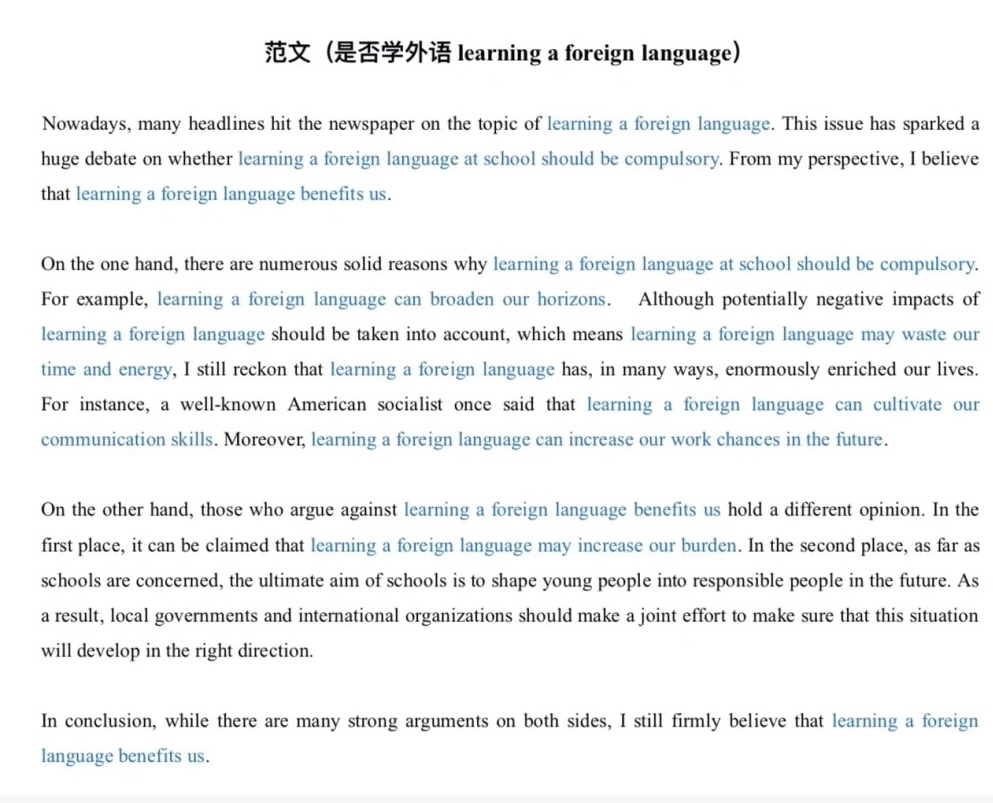 范文（是否学外语 learning a foreign language）
Nowadays, many headlines hit the newspaper on the topic of learning a foreign language. This issue has sparked a
huge debate on whether learning a foreign language at school should be compulsory. From my perspective, I believe
that learning a foreign language benefits us.
On the one hand, there are numerous solid reasons why learning a foreign language at school should be compulsory.
For example, learning a foreign language can broaden our horizons. Although potentially negative impacts of
learning a foreign language should be taken into account, which means learning a foreign language may waste our
time and energy, I still reckon that learning a foreign language has, in many ways, enormously enriched our lives.
For instance, a well-known American socialist once said that learning a foreign language can cultivate our
communication skills. Moreover, learning a foreign language can increase our work chances in the future.
On the other hand, those who argue against learning a foreign language benefits us hold a different opinion. In the
first place, it can be claimed that learning a foreign language may increase our burden. In the second place, as far as
schools are concerned, the ultimate aim of schools is to shape young people into responsible people in the future. As
a result, local governments and international organizations should make a joint effort to make sure that this situation
will develop in the right direction.
In conclusion, while there are many strong arguments on both sides, I still firmly believe that learning a foreign
language benefits us.